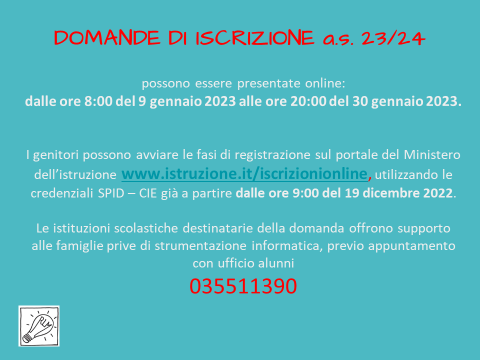 DOMANDE DI ISCRIZIONE a.s. 23/24
possono essere presentate online:
dalle ore 8:00 del 9 gennaio 2023 alle ore 20:00 del 30 gennaio 2023.
I genitori possono avviare le fasi di registrazione sul portale del Ministero
dell'istruzione www.istruzione.it/iscrizionionline, utilizzando le
credenziali SPID – CIE già a partire dalle ore 9:00 del 19 dicembre 2022.
Le istituzioni scolastiche destinatarie della domanda offrono supporto
alle famiglie prive di strumentazione informatica, previo appuntamento
con ufficio alunni
035511390